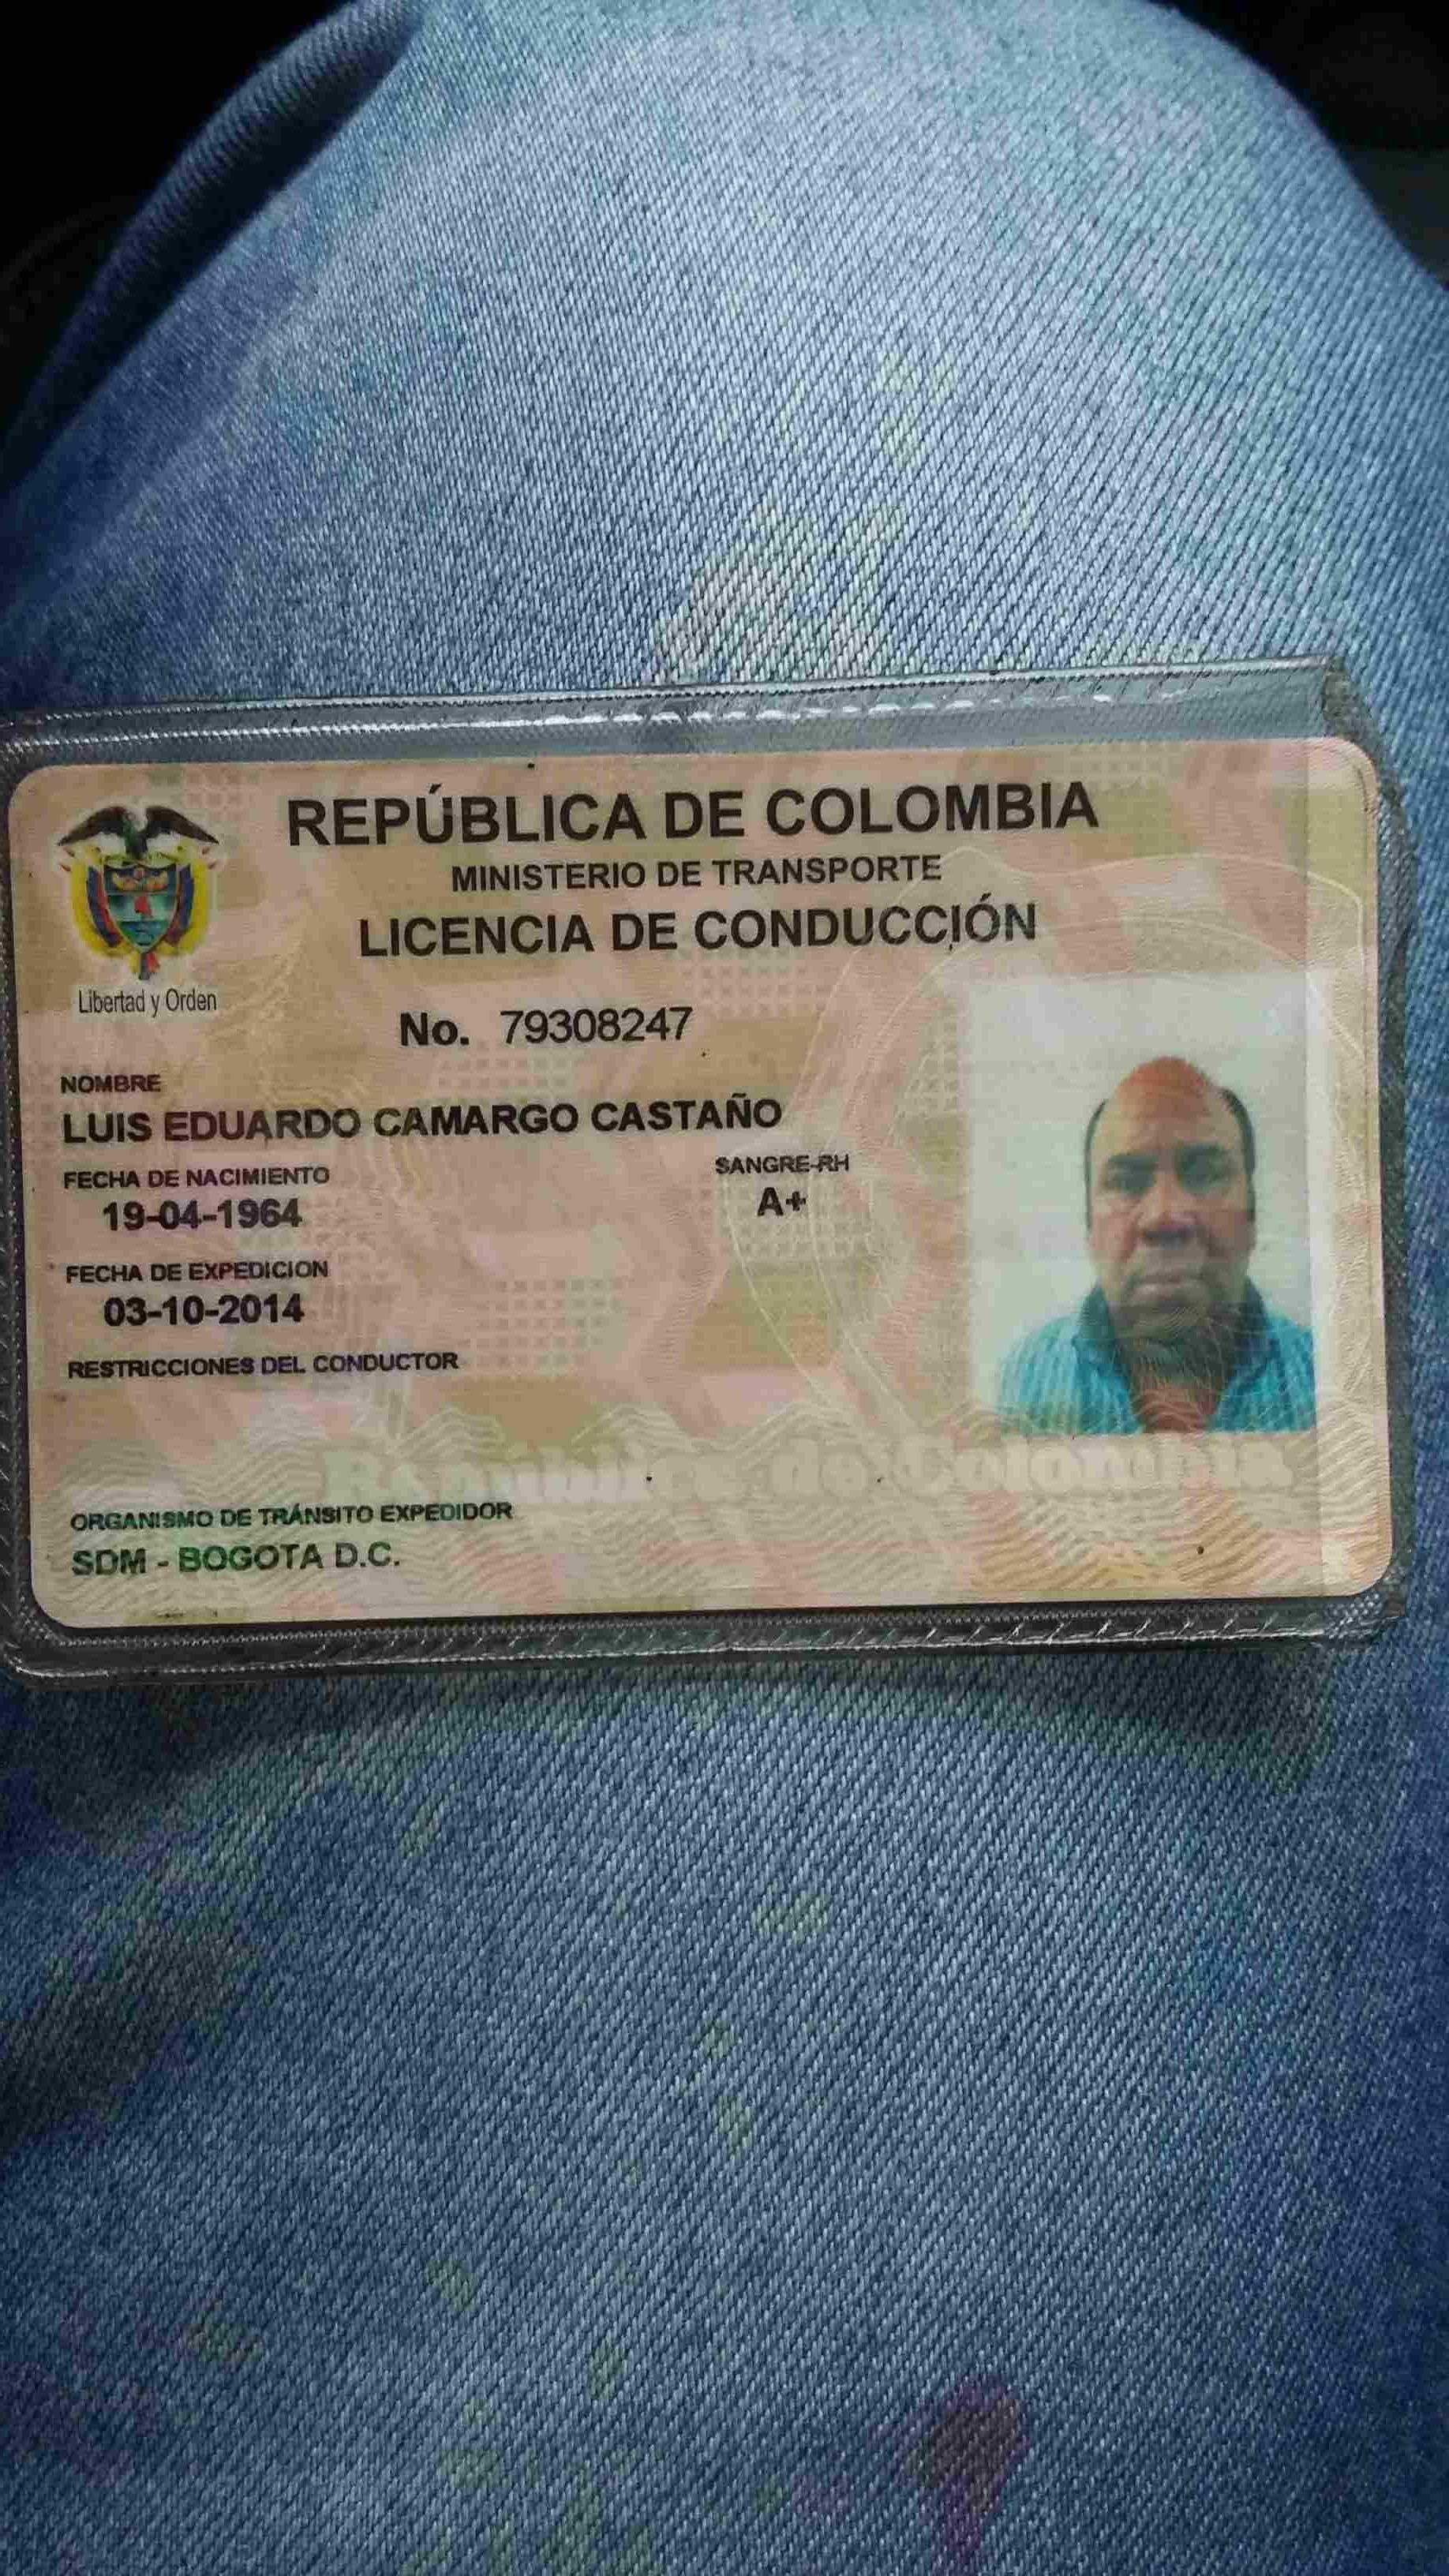 REPÚBLICA DE COLOMBIA
MINISTERIO DE TRANSPORTE
LICENCIA DE CONDUCCIÓN
Libertad y Orden
No. 79308247
NOMBRE
LUIS EDUARDO CAMARGO CASTAÑO
FECHA DE NACIMIENTO
19-04-1964
SANGRE-RH
A+
FECHA DE EXPEDICION
03-10-2014
RESTRICCIONES DEL CONDUCTOR
República de Colombia
ORGANISMO DE TRÁNSITO EXPEDIDOR
SDM - BOGOTA D.C.